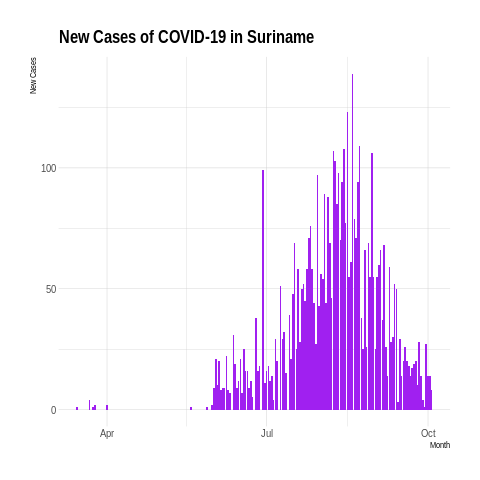 New Cases of COVID-19 in Suriname
New Cases
100
50
0
Apr Jul Oct
Month